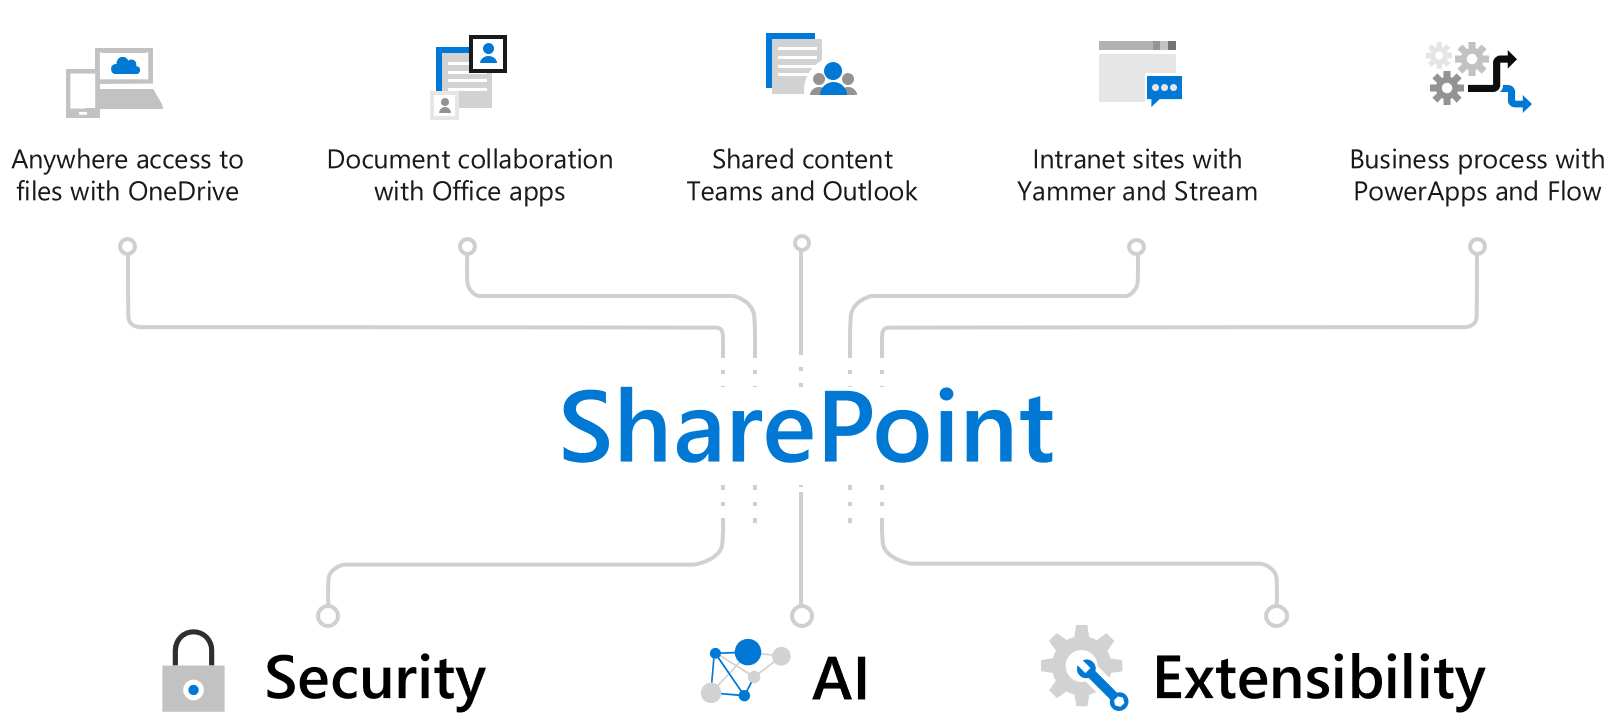 Anywhere access to
files with OneDrive
Document collaboration
with Office apps
Shared content
Teams and Outlook
Intranet sites with
Yammer and Stream
Business process with
PowerApps and Flow
SharePoint
Security
AI
Extensibility